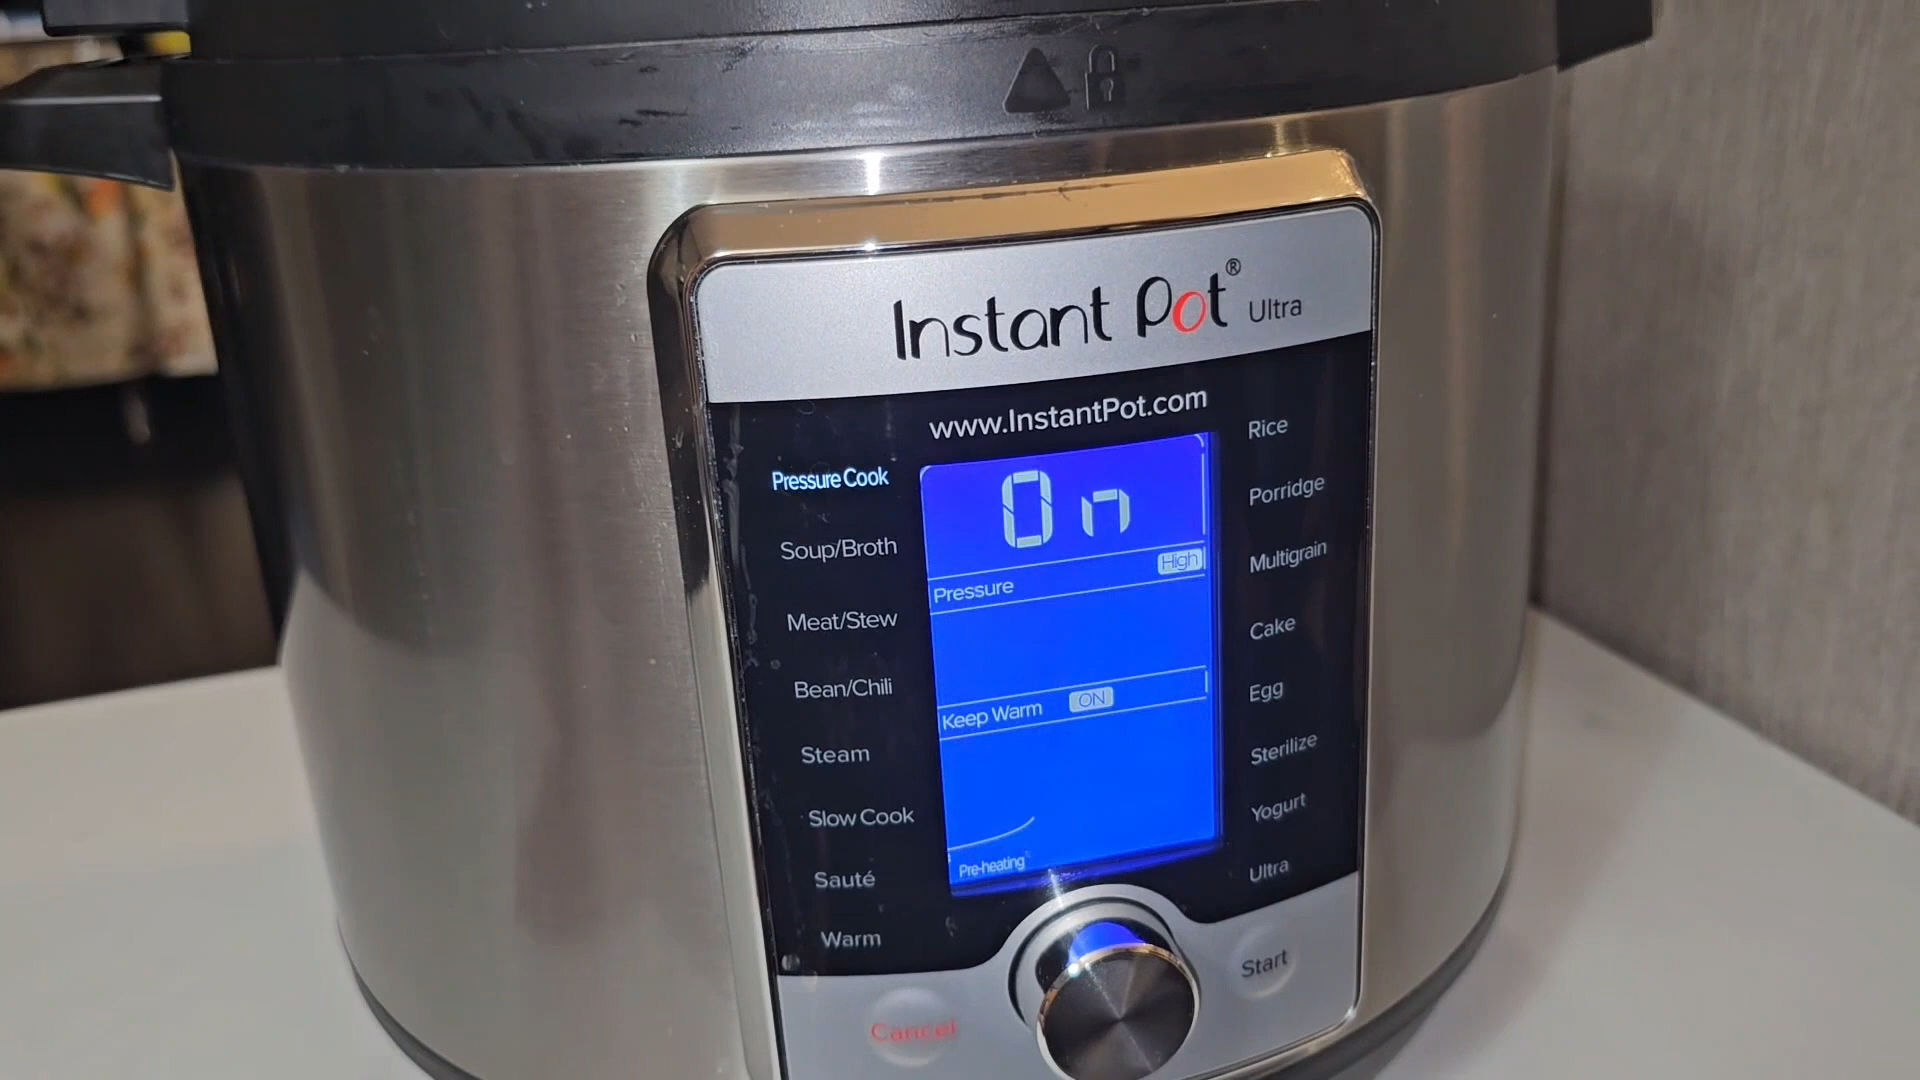 Instant Pot® Ultra
www.InstantPot.com
Pressure Cook
Soup/Broth
Meat/Stew
Bean/Chili
Steam
Slow Cook
Sauté
Warm
On
High
Pressure
Keep Warm ON
Pre-heating
Rice
Porridge
Multigrain
Cake
Egg
Sterilize
Yogurt
Ultra
Cancel
Start